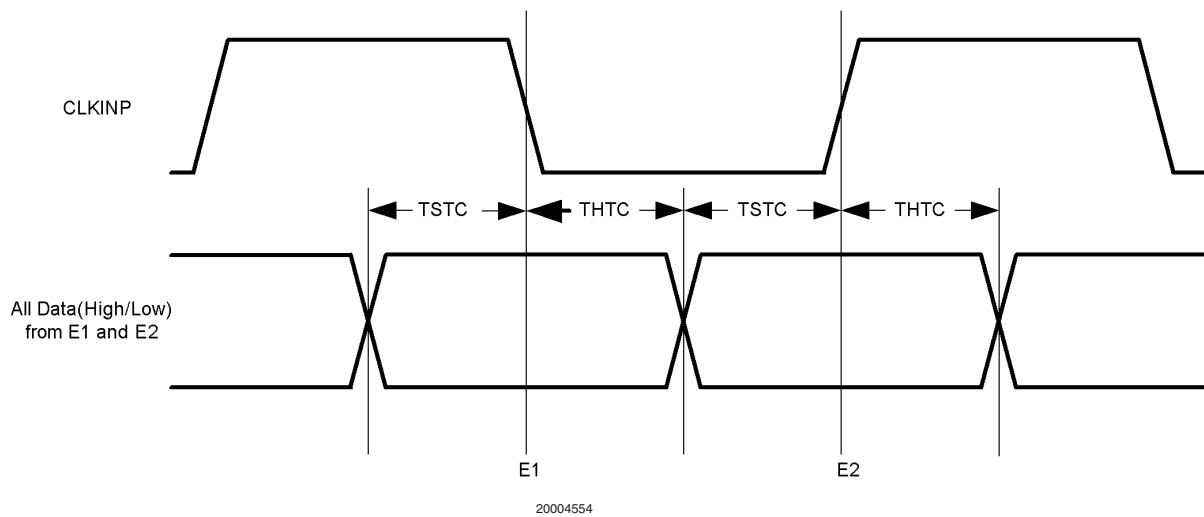 CLKINP
TSTC
THTC
TSTC
THTC
All Data(High/Low)
from E1 and E2
E1
E2
20004554